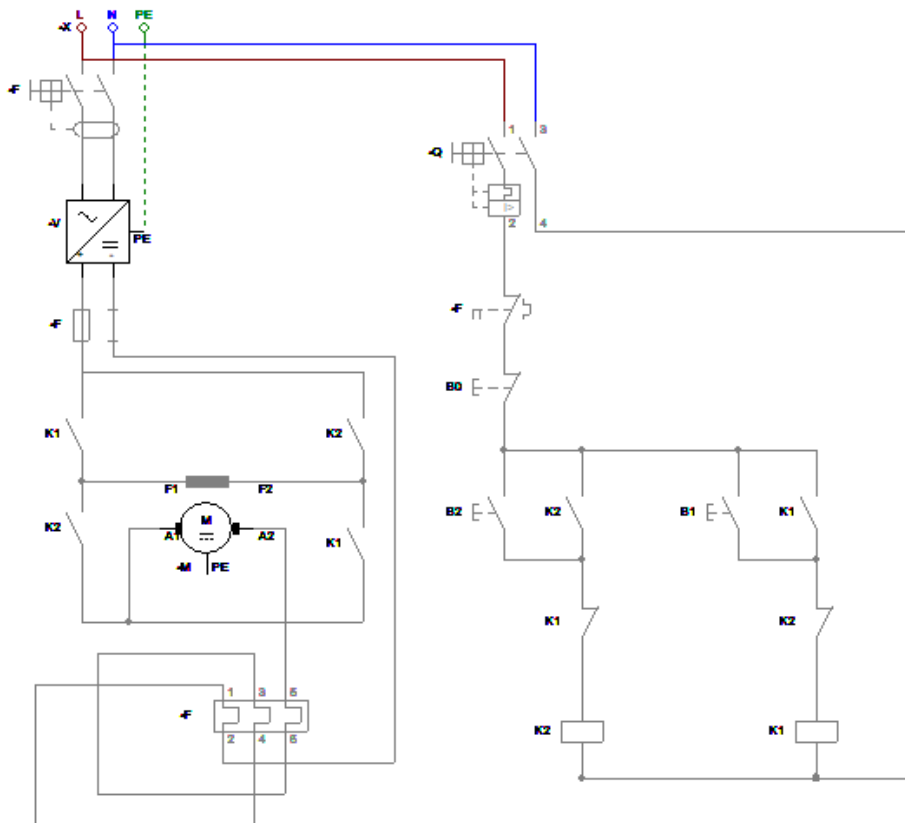 L N PE
-X
-F
1 3
-Q
2 4
-V
PE
-F
-F
B0
K1 K2
F1 F2
K2 M K1
A1 A2
-M PE
B2 K2 B1 K1
K1 K2
1 3 5
-F
2 4 6
K2 K1